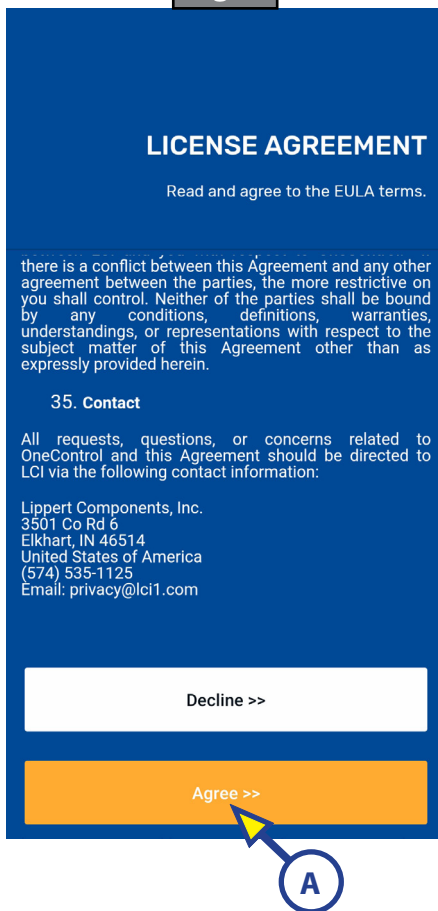 LICENSE AGREEMENT
Read and agree to the EULA terms.
there is a conflict between this Agreement and any other
agreement between the parties, the more restrictive on
you shall control. Neither of the parties shall be bound
by any conditions, definitions, warranties,
understandings, or representations with respect to the
subject matter of this Agreement other than as
expressly provided herein.
35. Contact
All requests, questions, or concerns related to
OneControl and this Agreement should be directed to
LCI via the following contact information:
Lippert Components, Inc.
3501 Co Rd 6
Elkhart, IN 46514
United States of America
(574) 535-1125
Email: privacy@lci1.com
Decline >>
Agree >>
A